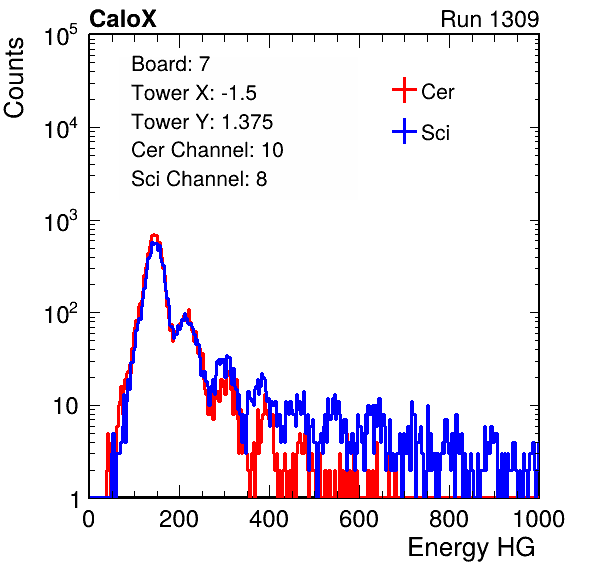 CaloX Run 1309
Counts
10^5
10^4
10^3
10^2
10
1
Board: 7
Tower X: -1.5
Tower Y: 1.375
Cer Channel: 10
Sci Channel: 8
Cer
Sci
0 200 400 600 800 1000
Energy HG